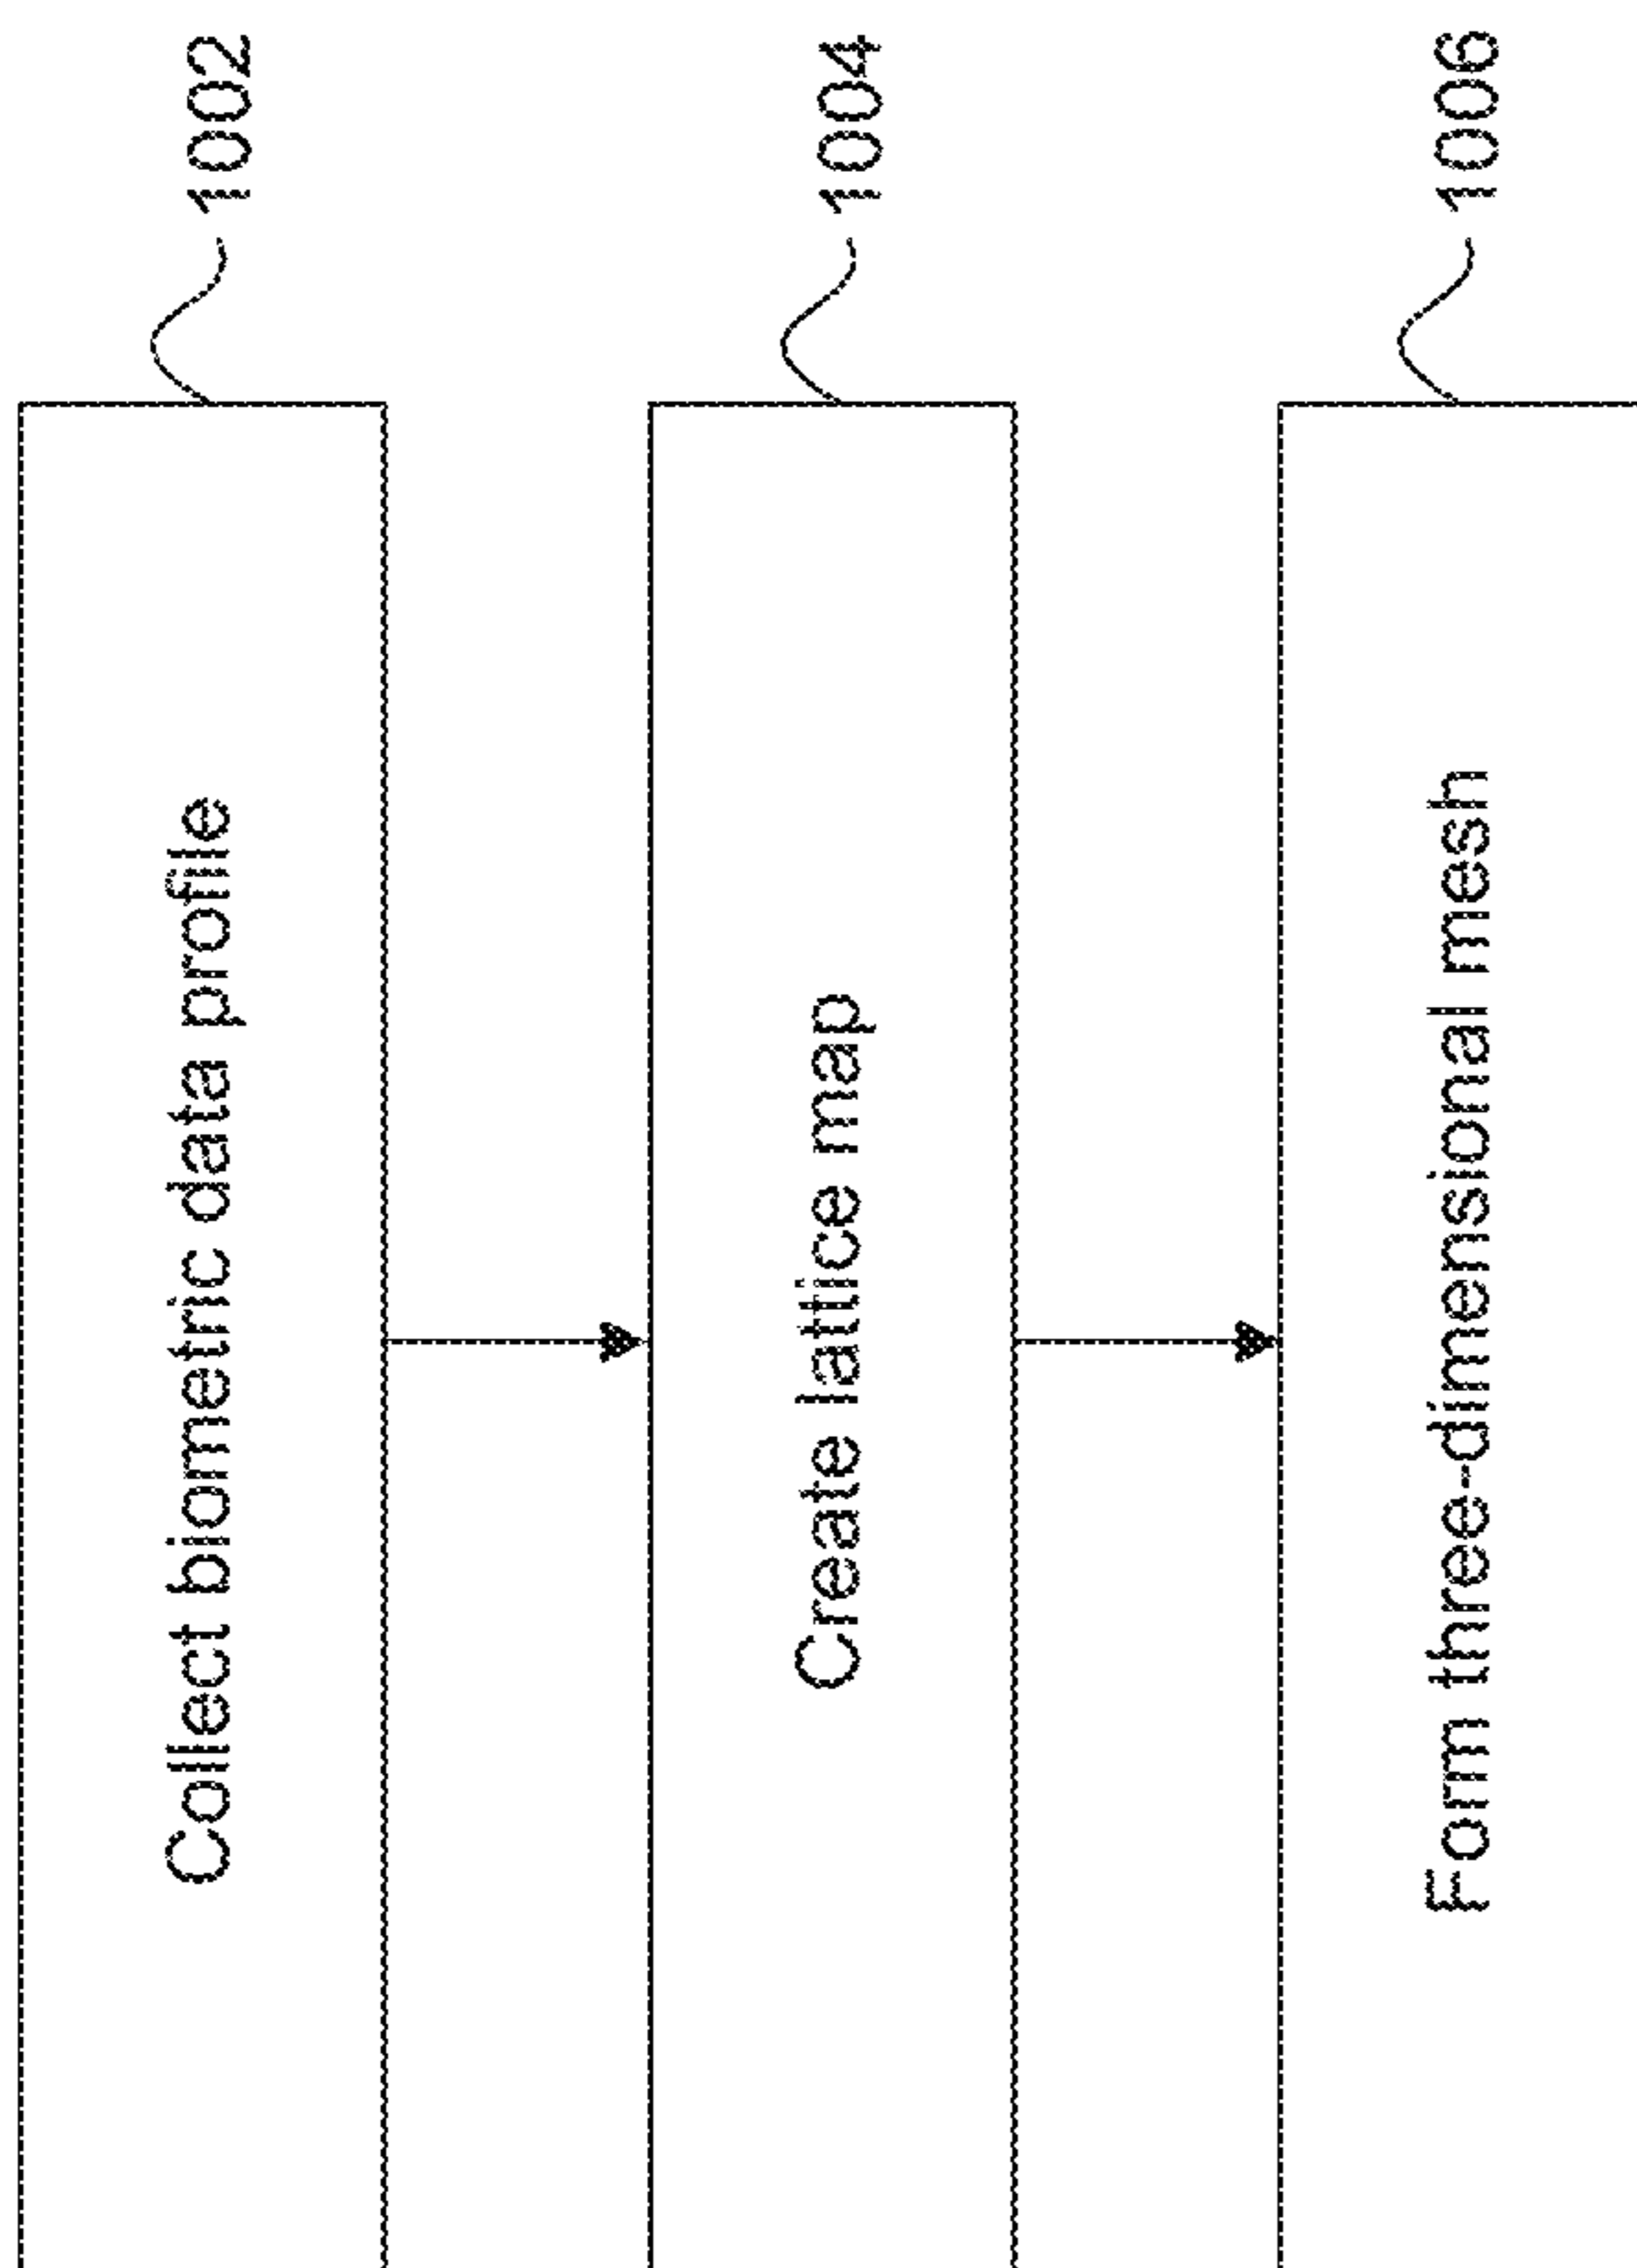 Collect biometric data profile
1002
Create lattice map
1004
Form three-dimensional mesh
1006